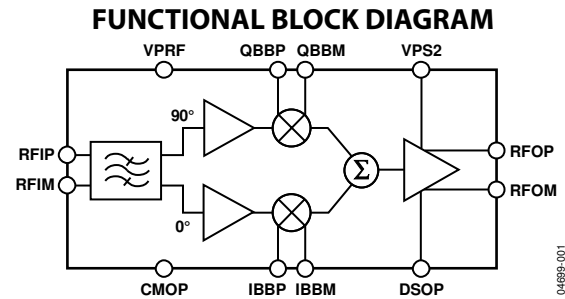 FUNCTIONAL BLOCK DIAGRAM
VPRF QBBP QBBM VPS2
90°
RFIP
RFOP
Σ
RFIM
RFOM
0°
CMOP IBBP IBBM DSOP
04699-001